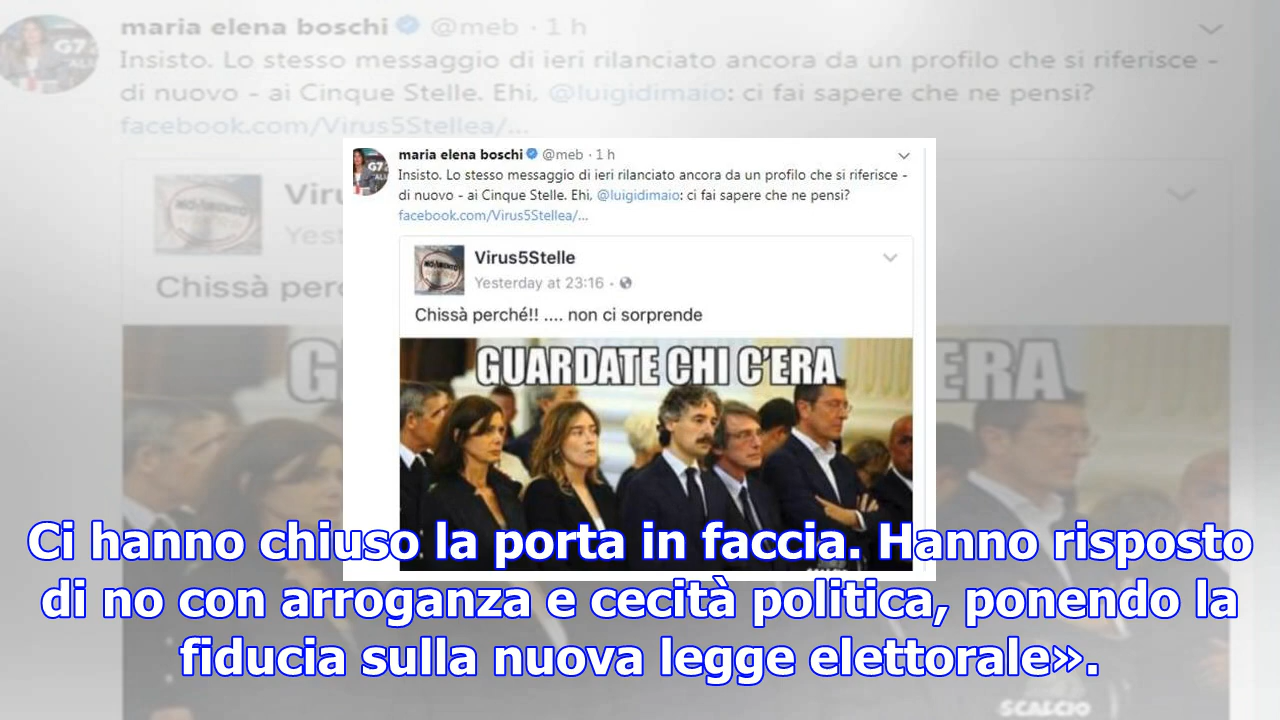 maria elena boschi @meb · 1 h
Insisto. Lo stesso messaggio di ieri rilanciato ancora da un profilo che si riferisce -
di nuovo - ai Cinque Stelle. Ehi, @luigidimaio: ci fai sapere che ne pensi?
facebook.com/Virus5Stellea/...
Viru
Yest
Chissà perc
G
ERA
maria elena boschi @meb · 1 h
Insisto. Lo stesso messaggio di ieri rilanciato ancora da un profilo che si riferisce -
di nuovo - ai Cinque Stelle. Ehi, @luigidimaio: ci fai sapere che ne pensi?
facebook.com/Virus5Stellea/...
Virus5Stelle
Yesterday at 23:16 ·
Chissà perché!! .... non ci sorprende
GUARDATE CHI C'ERA
Ci hanno chiuso la porta in faccia. Hanno risposto
di no con arroganza e cecità politica, ponendo la
fiducia sulla nuova legge elettorale».
SCALCIO